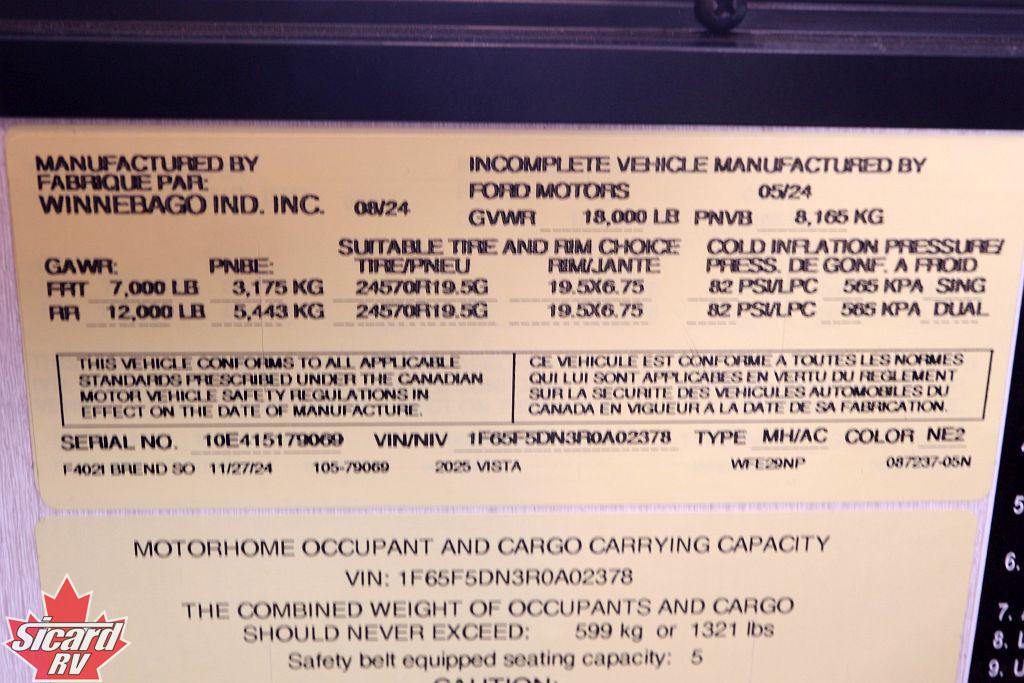 MANUFACTURED BY
FABRIQUE PAR:
WINNEBAGO IND. INC. 08/24
INCOMPLETE VEHICLE MANUFACTURED BY
FORD MOTORS 05/24
GVWR 18,000 LB PNVB 8,165 KG
SUITABLE TIRE AND RIM CHOICE COLD INFLATION PRESSURE/
GAWR: PNBE: TIRE/PNEU RIM/JANTE PRESS. DE GONF. A FROID
FRT 7,000 LB 3,175 KG 24570R19.5G 19.5X6.75 82 PSI/LPC 565 KPA SING
RR 12,000 LB 5,443 KG 24570R19.5G 19.5X6.75 82 PSI/LPC 565 KPA DUAL
THIS VEHICLE CONFORMS TO ALL APPLICABLE
STANDARDS PRESCRIBED UNDER THE CANADIAN
MOTOR VEHICLE SAFETY REGULATIONS IN
EFFECT ON THE DATE OF MANUFACTURE.
CE VEHICULE EST CONFORME A TOUTES LES NORMES
QUI LUI SONT APPLICABLES EN VERTU DU REGLEMENT
SUR LA SECURITE DES VEHICULES AUTOMOBILES DU
CANADA EN VIGUEUR A LA DATE DE SA FABRICATION.
SERIAL NO. 10E415179069 VIN/NIV 1F65F5DN3R0A02378 TYPE MH/AC COLOR NE2
F402I BREND SO 11/27/24 105-79069 2025 VISTA WFE29NP 087237-05N
MOTORHOME OCCUPANT AND CARGO CARRYING CAPACITY
VIN: 1F65F5DN3R0A02378
THE COMBINED WEIGHT OF OCCUPANTS AND CARGO
SHOULD NEVER EXCEED: 599 kg or 1321 lbs
Safety belt equipped seating capacity: 5
CAUTION:
5
6.
7.
8.
9. U
Sicard
RV